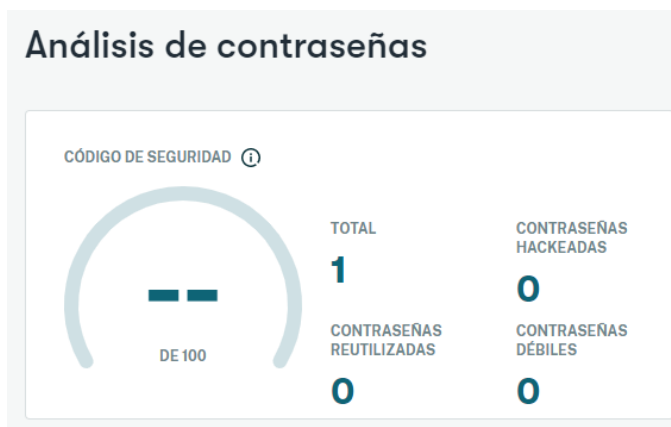 Análisis de contraseñas
CÓDIGO DE SEGURIDAD
--
DE 100
TOTAL
1
CONTRASEÑAS
HACKEADAS
0
CONTRASEÑAS
REUTILIZADAS
0
CONTRASEÑAS
DÉBILES
0